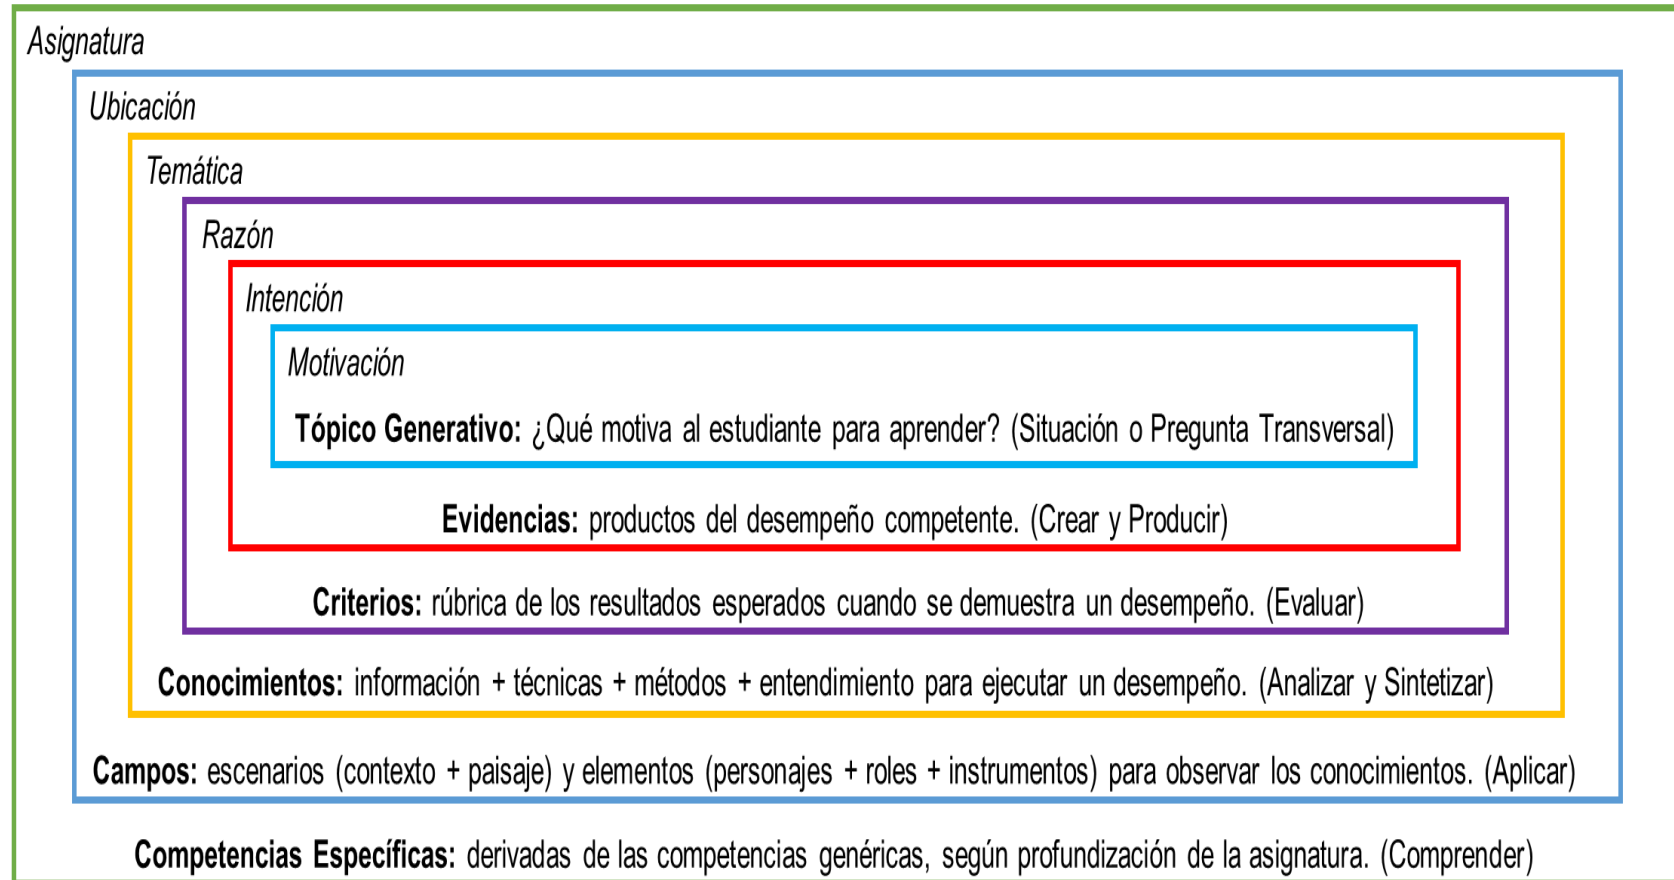 Asignatura
Ubicación
Temática
Razón
Intención
Motivación
Tópico Generativo: ¿Qué motiva al estudiante para aprender? (Situación o Pregunta Transversal)
Evidencias: productos del desempeño competente. (Crear y Producir)
Criterios: rúbrica de los resultados esperados cuando se demuestra un desempeño. (Evaluar)
Conocimientos: información + técnicas + métodos + entendimiento para ejecutar un desempeño. (Analizar y Sintetizar)
Campos: escenarios (contexto + paisaje) y elementos (personajes + roles + instrumentos) para observar los conocimientos. (Aplicar)
Competencias Específicas: derivadas de las competencias genéricas, según profundización de la asignatura. (Comprender)